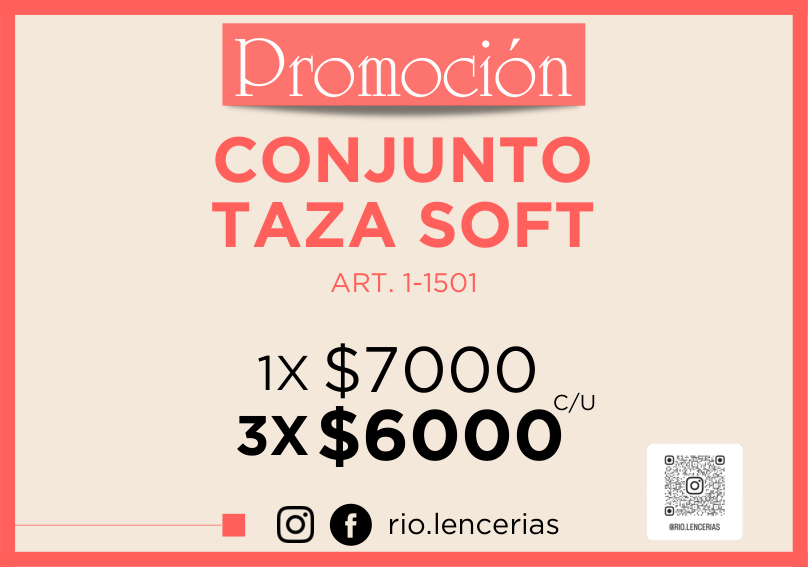 Promoción
CONJUNTO
TAZA SOFT
ART. 1-1501
1X $7000
3X $6000 C/U
rio.lencerias
@RIO.LENCERIAS